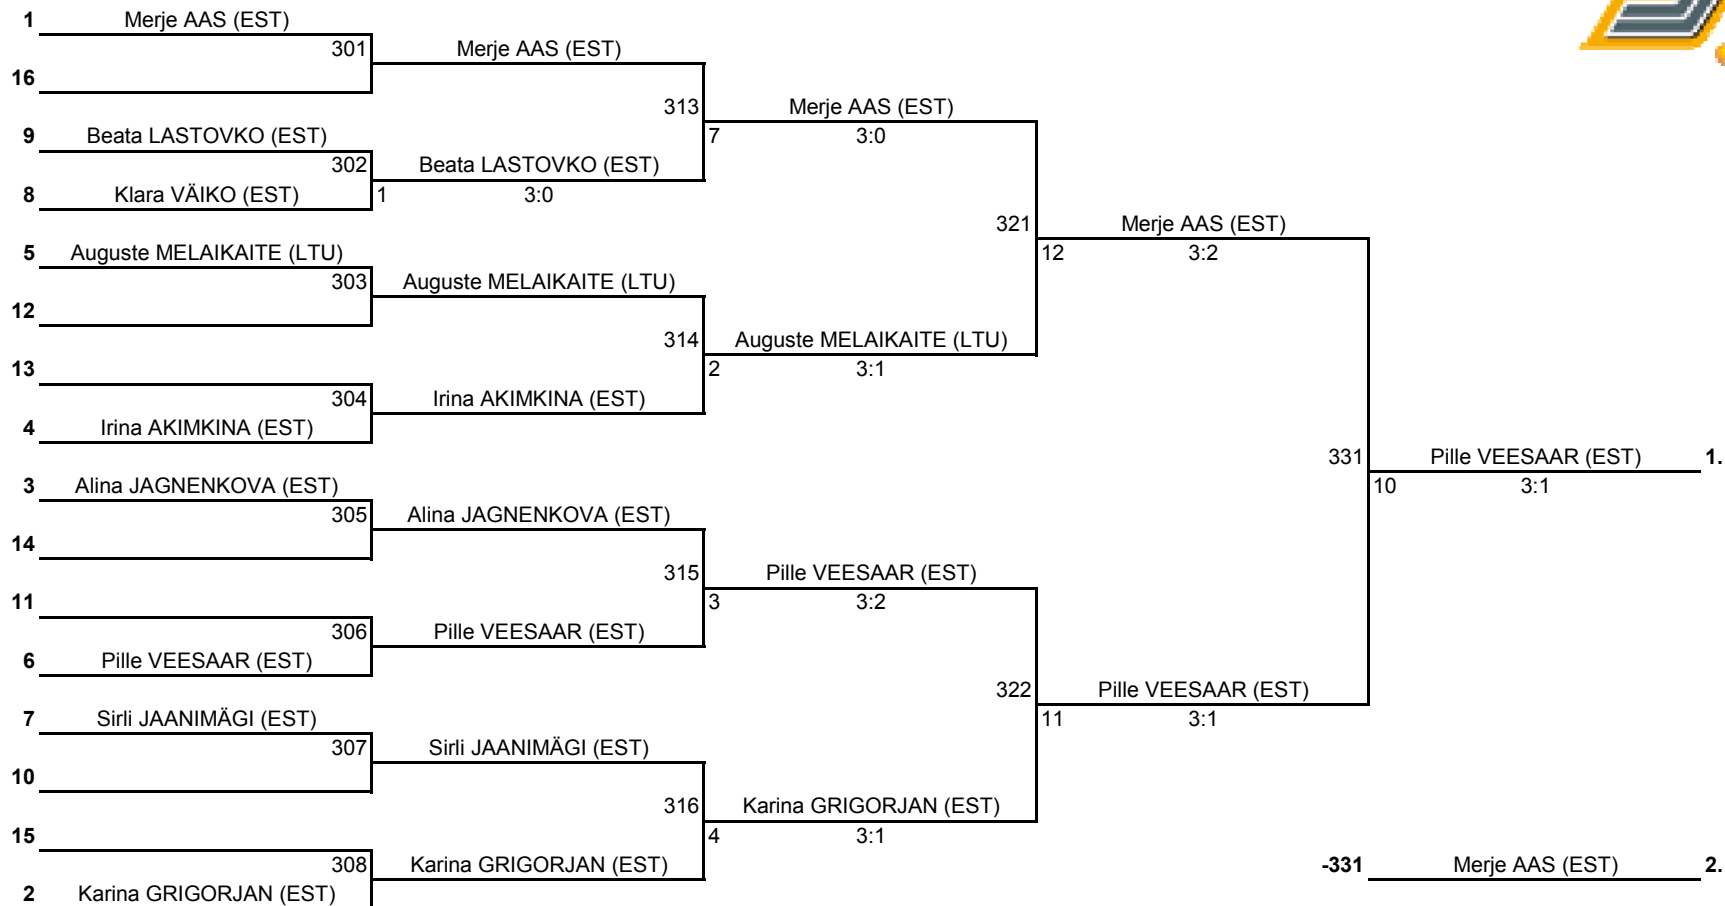 1 Merje AAS (EST)
301 Merje AAS (EST)
16
313 Merje AAS (EST)
9 Beata LASTOVKO (EST) 7 3:0
302 Beata LASTOVKO (EST)
8 Klara VÄIKO (EST) 1 3:0
321 Merje AAS (EST)
5 Auguste MELAIKAITE (LTU) 12 3:2
303 Auguste MELAIKAITE (LTU)
12
314 Auguste MELAIKAITE (LTU)
13 2 3:1
304 Irina AKIMKINA (EST)
4 Irina AKIMKINA (EST)
331 Pille VEESAAR (EST) 1.
3 Alina JAGNENKOVA (EST) 10 3:1
305 Alina JAGNENKOVA (EST)
14
315 Pille VEESAAR (EST)
11 3 3:2
306 Pille VEESAAR (EST)
6 Pille VEESAAR (EST)
322 Pille VEESAAR (EST)
7 Sirli JAANIMÄGI (EST) 11 3:1
307 Sirli JAANIMÄGI (EST)
10
316 Karina GRIGORJAN (EST)
15 4 3:1
308 Karina GRIGORJAN (EST) -331 Merje AAS (EST) 2.
2 Karina GRIGORJAN (EST)